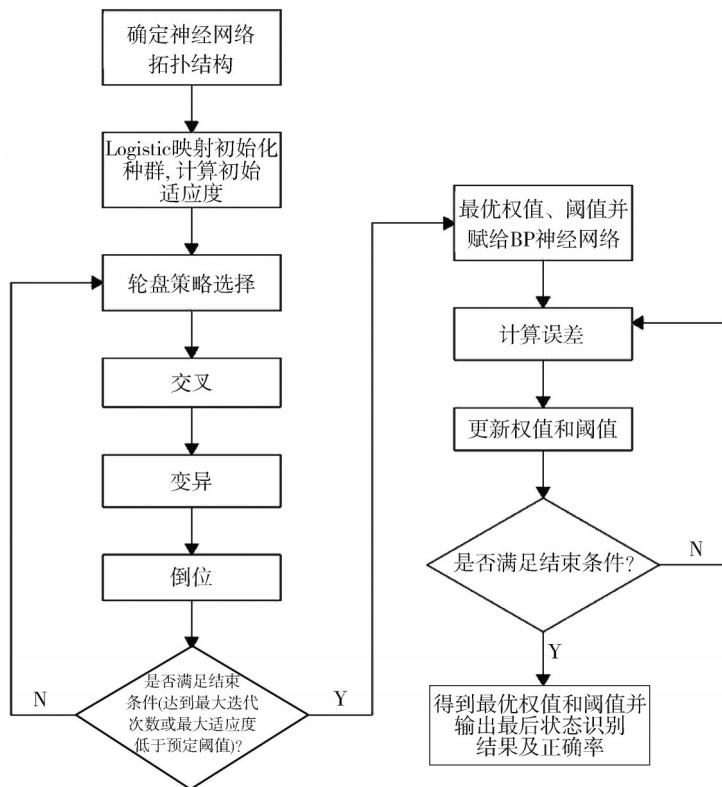 确定神经网络
拓扑结构
Logistic映射初始化
种群,计算初始
适应度
轮盘策略选择
交叉
变异
倒位
是否满足结束
条件(达到最大迭代
次数或最大适应度
低于预定阈值)?
N
Y
最优权值、阈值并
赋给BP神经网络
计算误差
更新权值和阈值
是否满足结束条件?
N
Y
得到最优权值和阈值并
输出最后状态识别
结果及正确率